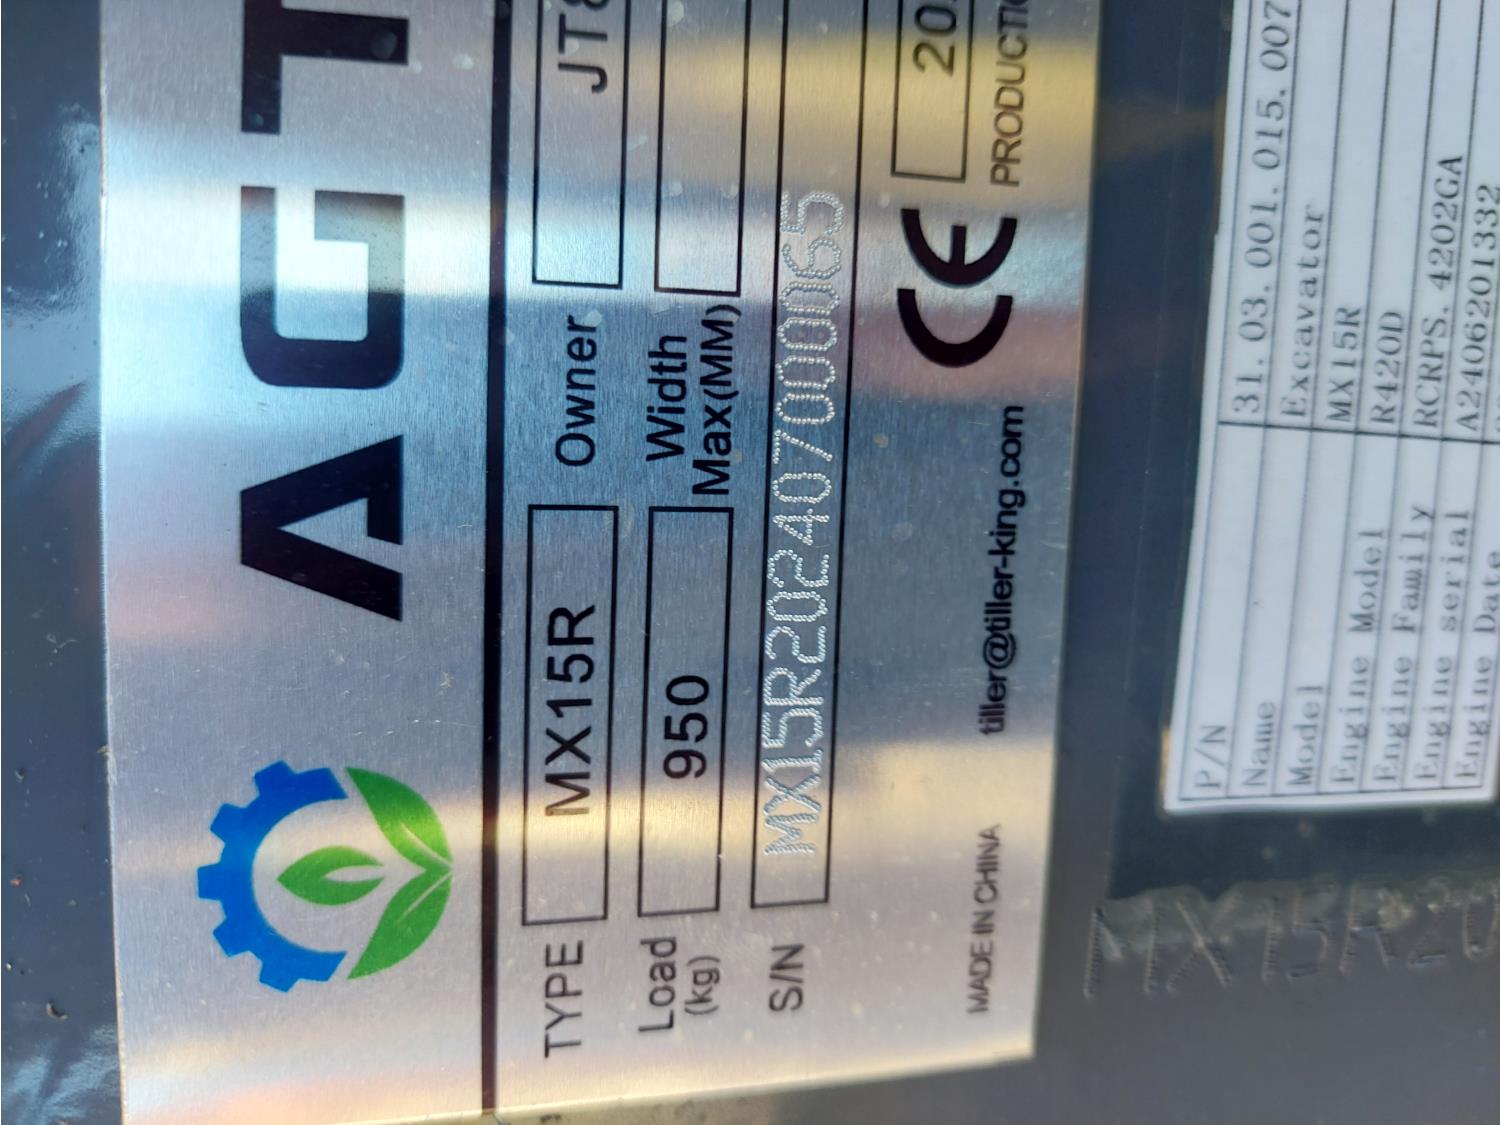 AGT
TYPE MX15R Owner JT8
Load (kg) 950 Width Max(MM)
S/N MX15R202407000065
CE 20
MADE IN CHINA tiller@tiller-king.com PRODUCTI
P/N 31.03.001.015.007
Name Excavator
Model MX15R
Engine Model R420D
Engine Family RCRPS.4202GA
Engine serial A2406201332
Engine Date
MX15R20